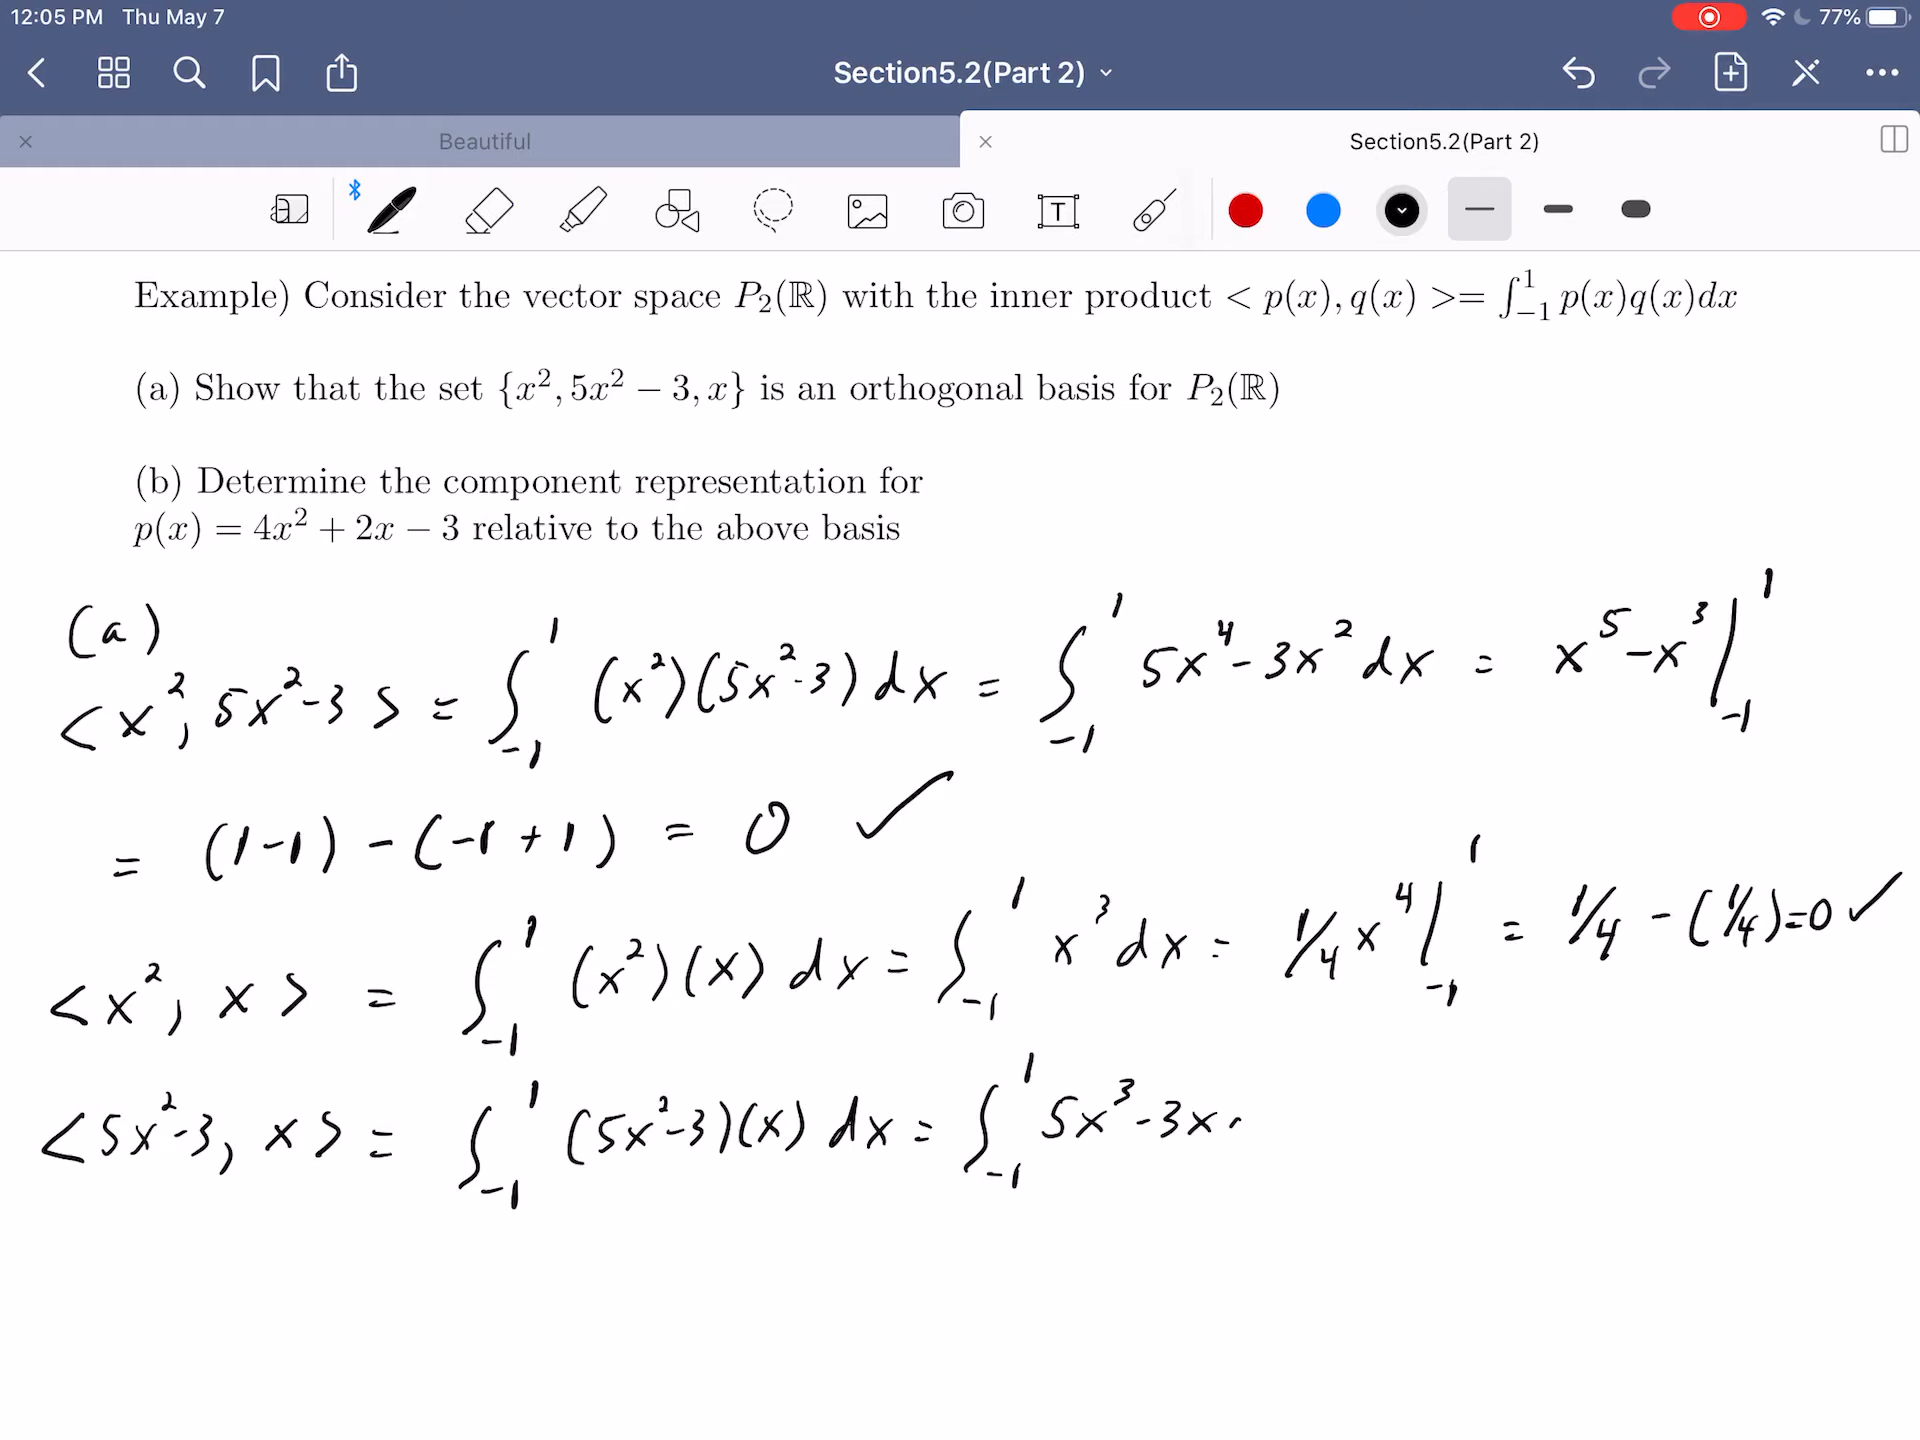 12:05 PM Thu May 7 77%
Section5.2(Part 2)
Beautiful
Section5.2(Part 2)
a
T
Example) Consider the vector space P₂(ℝ) with the inner product < p(x), q(x) >= ∫₋₁¹ p(x)q(x)dx
(a) Show that the set {x², 5x² − 3, x} is an orthogonal basis for P₂(ℝ)
(b) Determine the component representation for
p(x) = 4x² + 2x − 3 relative to the above basis
(a)
<x², 5x²-3> = ∫₋₁¹ (x²)(5x²-3) dx = ∫₋₁¹ 5x⁴-3x² dx = x⁵-x³|₋₁¹
= (1-1) - (-1+1) = 0 ✓
<x², x> = ∫₋₁¹ (x²)(x) dx = ∫₋₁¹ x³ dx = 1/4 x⁴|₋₁¹ = 1/4 - (1/4)=0 ✓
<5x²-3, x> = ∫₋₁¹ (5x²-3)(x) dx = ∫₋₁¹ 5x³-3x